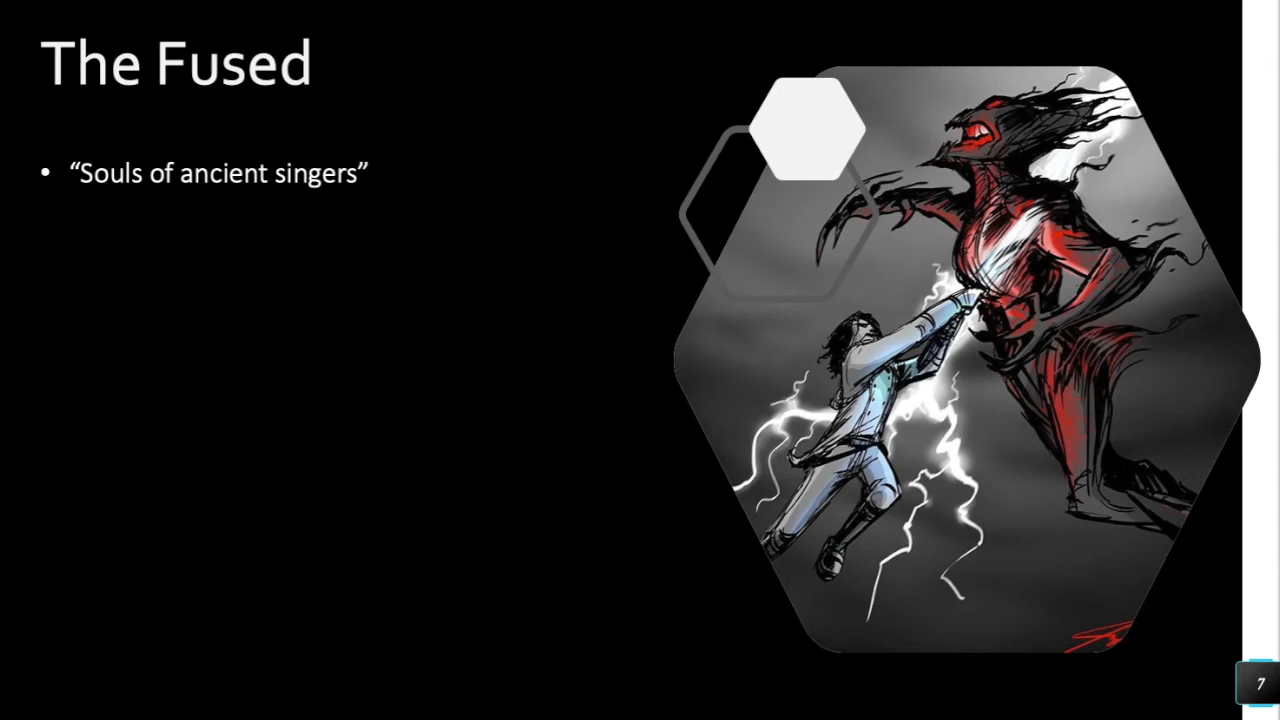 The Fused
• “Souls of ancient singers”
7